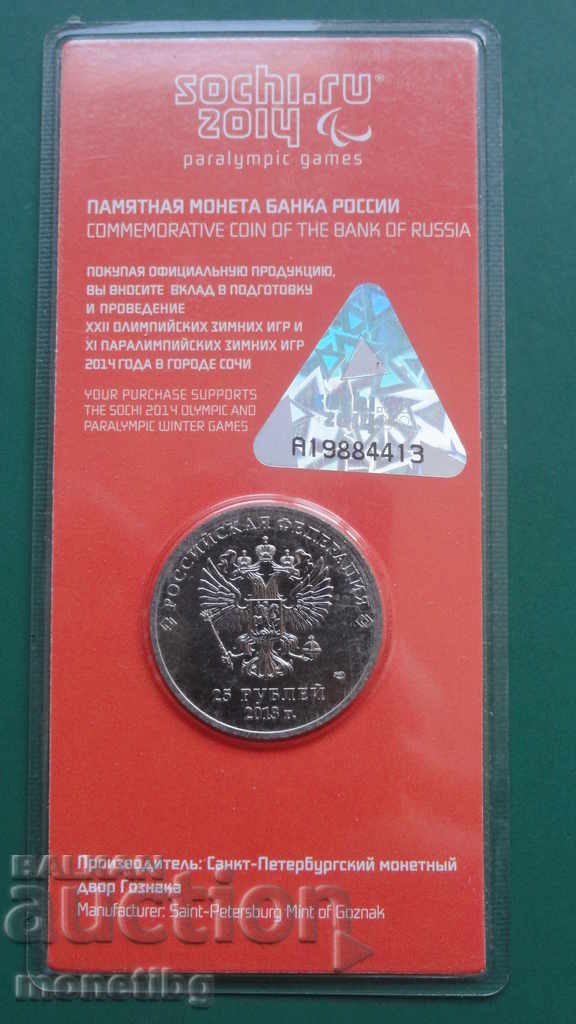 sochi.ru
2014
paralympic games
ПАМЯТНАЯ МОНЕТА БАНКА РОССИИ
COMMEMORATIVE COIN OF THE BANK OF RUSSIA
ПОКУПАЯ ОФИЦИАЛЬНУЮ ПРОДУКЦИЮ,
ВЫ ВНОСИТЕ ВКЛАД В ПОДГОТОВКУ
И ПРОВЕДЕНИЕ
XXII ОЛИМПИЙСКИХ ЗИМНИХ ИГР И
XI ПАРАЛИМПИЙСКИХ ЗИМНИХ ИГР
2014 ГОДА В ГОРОДЕ СОЧИ
YOUR PURCHASE SUPPORTS
THE SOCHI 2014 OLYMPIC AND
PARALYMPIC WINTER GAMES
A19884413
РОССИЙСКАЯ ФЕДЕРАЦИЯ
25 РУБЛЕЙ
2013 г.
Производитель: Санкт-Петербургский монетный
двор Гознака
Manufacturer: Saint-Petersburg Mint of Goznak
BALKAN
auction
monetibg